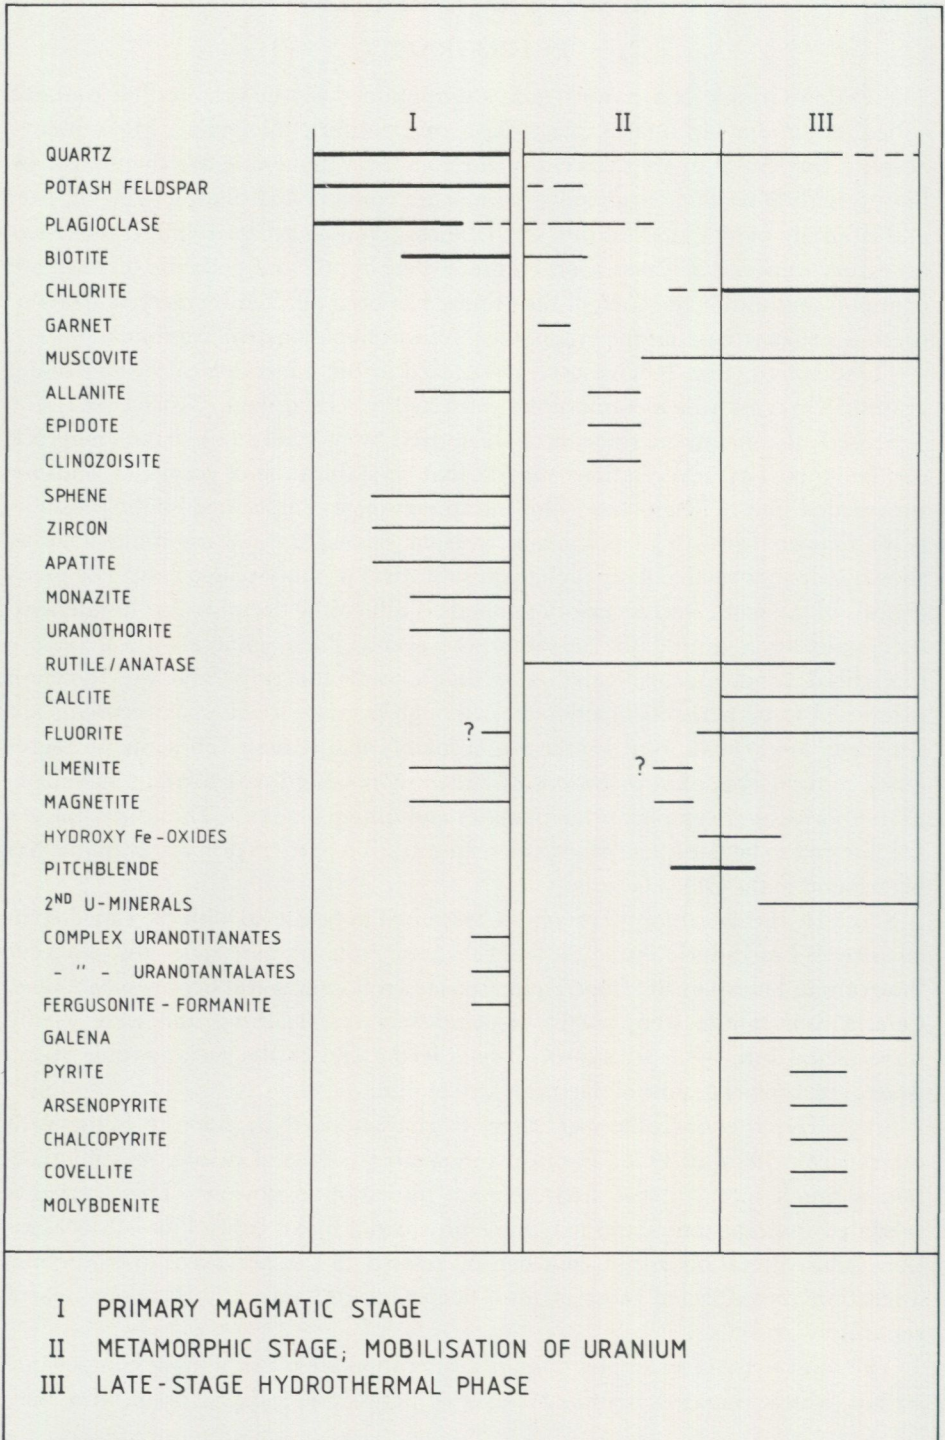 I II III
QUARTZ
POTASH FELDSPAR
PLAGIOCLASE
BIOTITE
CHLORITE
GARNET
MUSCOVITE
ALLANITE
EPIDOTE
CLINOZOISITE
SPHENE
ZIRCON
APATITE
MONAZITE
URANOTHORITE
RUTILE/ANATASE
CALCITE
FLUORITE ?
ILMENITE ?
MAGNETITE
HYDROXY Fe-OXIDES
PITCHBLENDE
2ND U-MINERALS
COMPLEX URANOTITANATES
- " - URANOTANTALATES
FERGUSONITE - FORMANITE
GALENA
PYRITE
ARSENOPYRITE
CHALCOPYRITE
COVELLITE
MOLYBDENITE
I PRIMARY MAGMATIC STAGE
II METAMORPHIC STAGE; MOBILISATION OF URANIUM
III LATE-STAGE HYDROTHERMAL PHASE